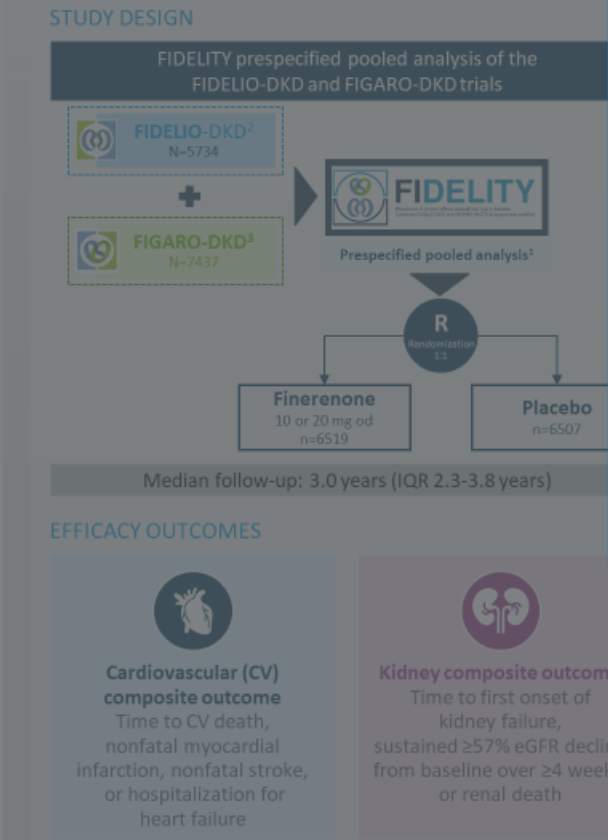 STUDY DESIGN
FIDELITY prespecified pooled analysis of the
FIDELIO-DKD and FIGARO-DKD trials
FIDELIO-DKD²
N=5734
FIGARO-DKD³
N=7437
FIDELITY
Prespecified pooled analysis¹
R
Randomization
1:1
Finerenone
10 or 20 mg od
n=6519
Placebo
n=6507
Median follow-up: 3.0 years (IQR 2.3-3.8 years)
EFFICACY OUTCOMES
Cardiovascular (CV)
composite outcome
Time to CV death,
nonfatal myocardial
infarction, nonfatal stroke,
or hospitalization for
heart failure
Kidney composite outcom
Time to first onset of
kidney failure,
sustained ≥57% eGFR declin
from baseline over ≥4 week
or renal death